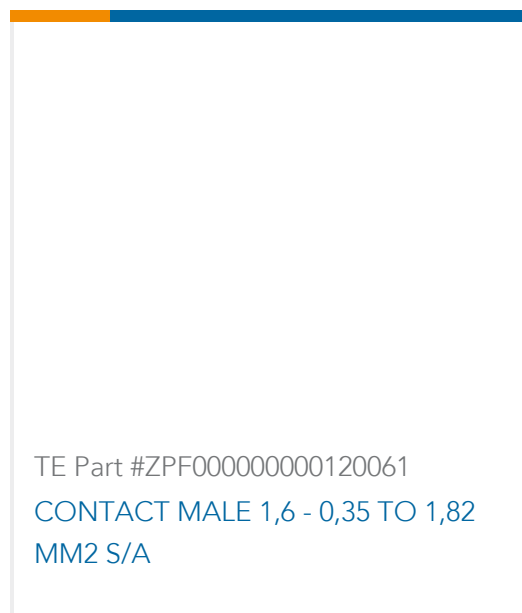 TE Part #ZPF000000000120061
CONTACT MALE 1,6 - 0,35 TO 1,82
MM2 S/A